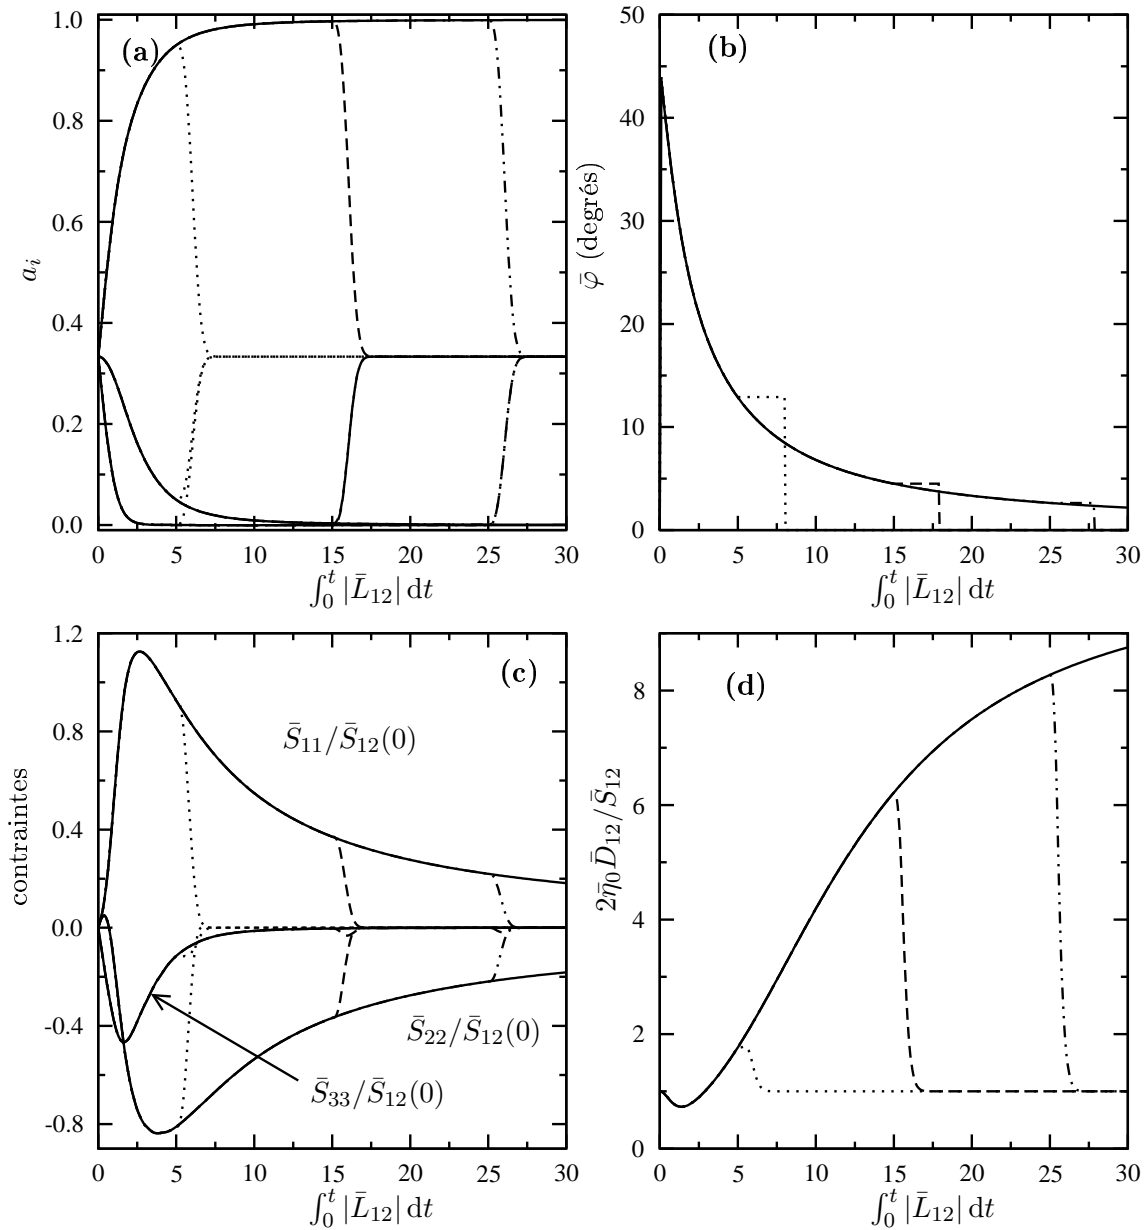 (a)
1.0
0.8
0.6
0.4
0.2
0.0
a_i
0 5 10 15 20 25 30
∫_0^t |L̄_12| dt
(b)
50
40
30
20
10
0
φ̄ (degrés)
0 5 10 15 20 25 30
∫_0^t |L̄_12| dt
(c)
1.2
0.8
0.4
0.0
-0.4
-0.8
contraintes
S̄_11/S̄_12(0)
S̄_22/S̄_12(0)
S̄_33/S̄_12(0)
0 5 10 15 20 25 30
∫_0^t |L̄_12| dt
(d)
8
6
4
2
0
2η̄_0D̄_12/S̄_12
0 5 10 15 20 25 30
∫_0^t |L̄_12| dt